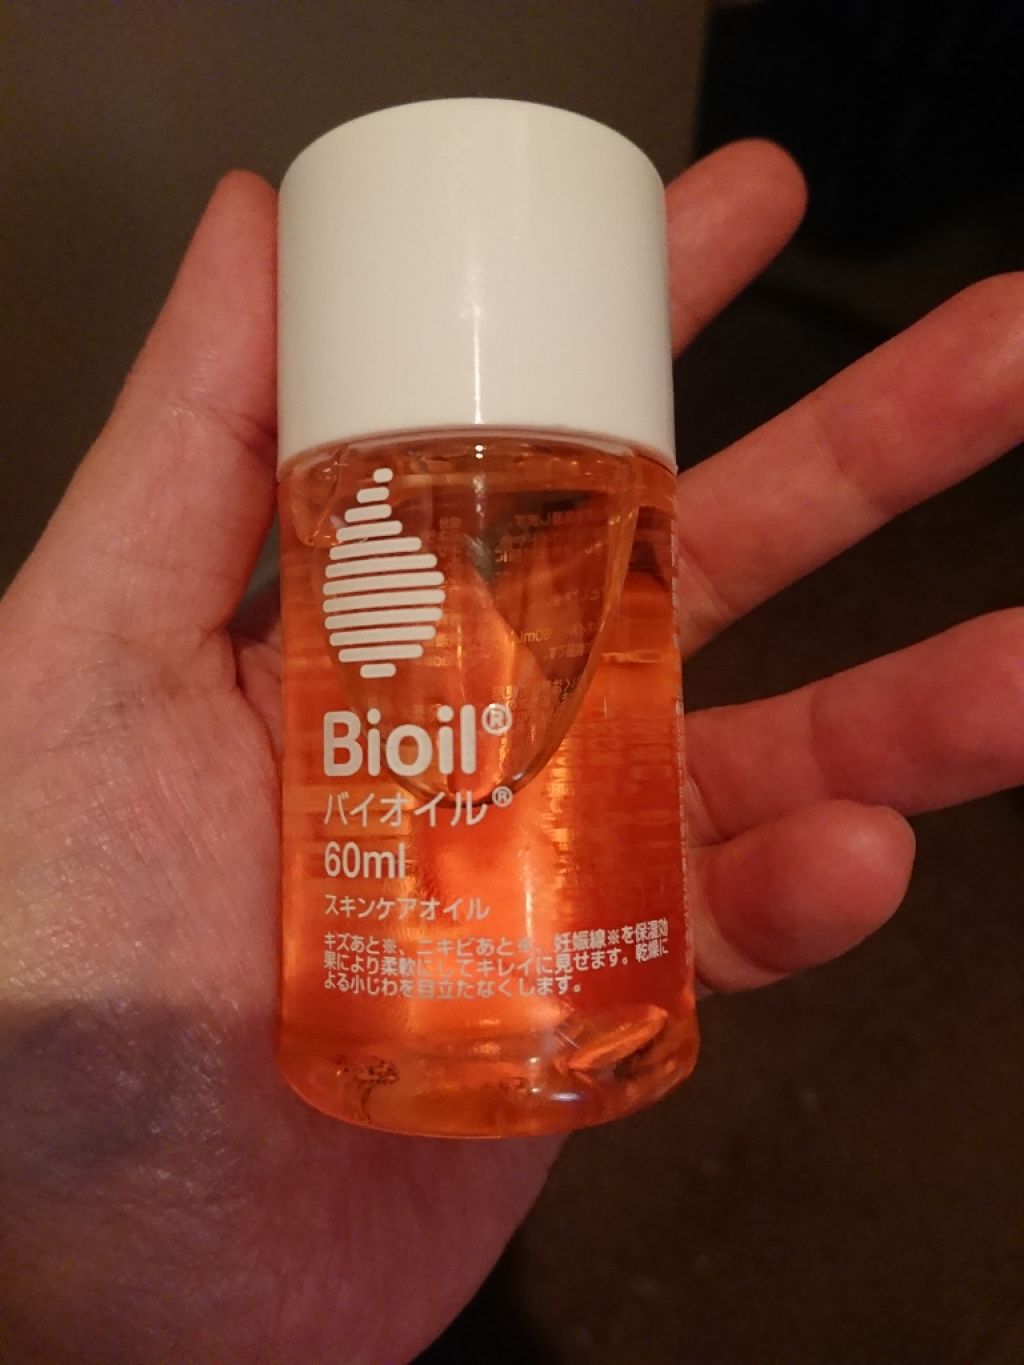 Bioil®
バイオイル®
60ml
スキンケアオイル
キズあと※、ニキビあと※、妊娠線※を保湿効
果により柔軟にしてキレイに見せます。乾燥に
よる小じわを目立たなくします。